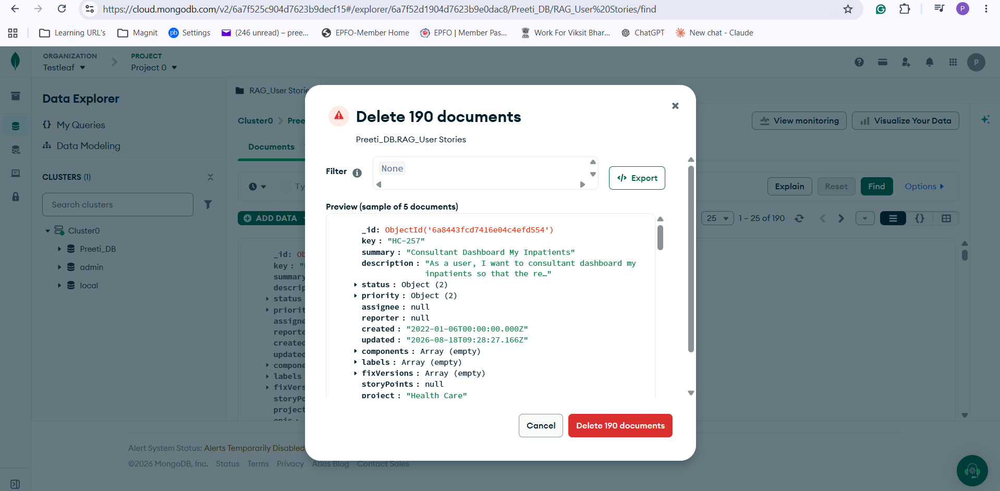 https://cloud.mongodb.com/v2/6a7f525c904d7623b9decf15#/explorer/6a7f52d1904d7623b9e0dac8/Preeti_DB/RAG_User%20Stories/find
P
Learning URL's
Magnit
pb Settings
(246 unread) – pree...
EPFO-Member Home
EPFO | Member Pas...
Work For Viksit Bhar...
ChatGPT
New chat - Claude
ORGANIZATION
Testleaf
PROJECT
Project 0
P
Data Explorer
My Queries
Data Modeling
CLUSTERS (1)
Search clusters
Cluster0
Preeti_DB
admin
local
RAG_User Storie
Cluster0 > Pree
View monitoring
Visualize Your Data
Documents
Ty
Explain
Reset
Find
Options
ADD DATA
25
1 – 25 of 190
{}
_id: Ob
key : "
summary
descrip
status
priorit
assigne
reporte
created
updated
compone
labels
fixVers
storyPo
project
epic :
Delete 190 documents
Preeti_DB.RAG_User Stories
Filter
None
</> Export
Preview (sample of 5 documents)
_id: ObjectId('6a8443fcd7416e04c4efd554')
key : "HC-257"
summary : "Consultant Dashboard My Inpatients"
description : "As a user, I want to consultant dashboard my
inpatients so that the re…"
status : Object (2)
priority : Object (2)
assignee : null
reporter : null
created : "2022-01-06T00:00:00.000Z"
updated : "2026-08-18T09:28:27.166Z"
components : Array (empty)
labels : Array (empty)
fixVersions : Array (empty)
storyPoints : null
project : "Health Care"
Cancel
Delete 190 documents
Alert System Status: Alerts Temporarily Disabled
©2026 MongoDB, Inc.
Status
Terms
Privacy
Atlas Blog
Contact Sales